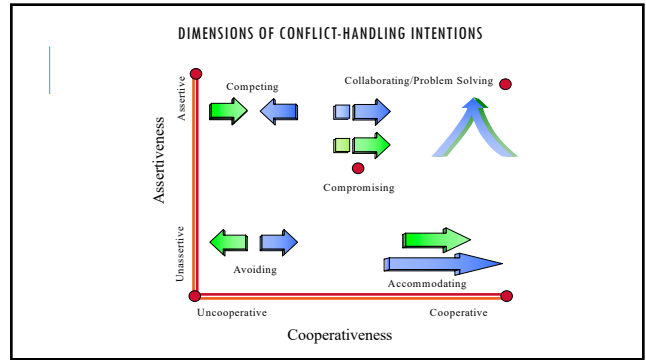 DIMENSIONS OF CONFLICT-HANDLING INTENTIONS
Assertiveness
Assertive
Unassertive
Competing
Collaborating/Problem Solving
Compromising
Avoiding
Accommodating
Uncooperative
Cooperative
Cooperativeness